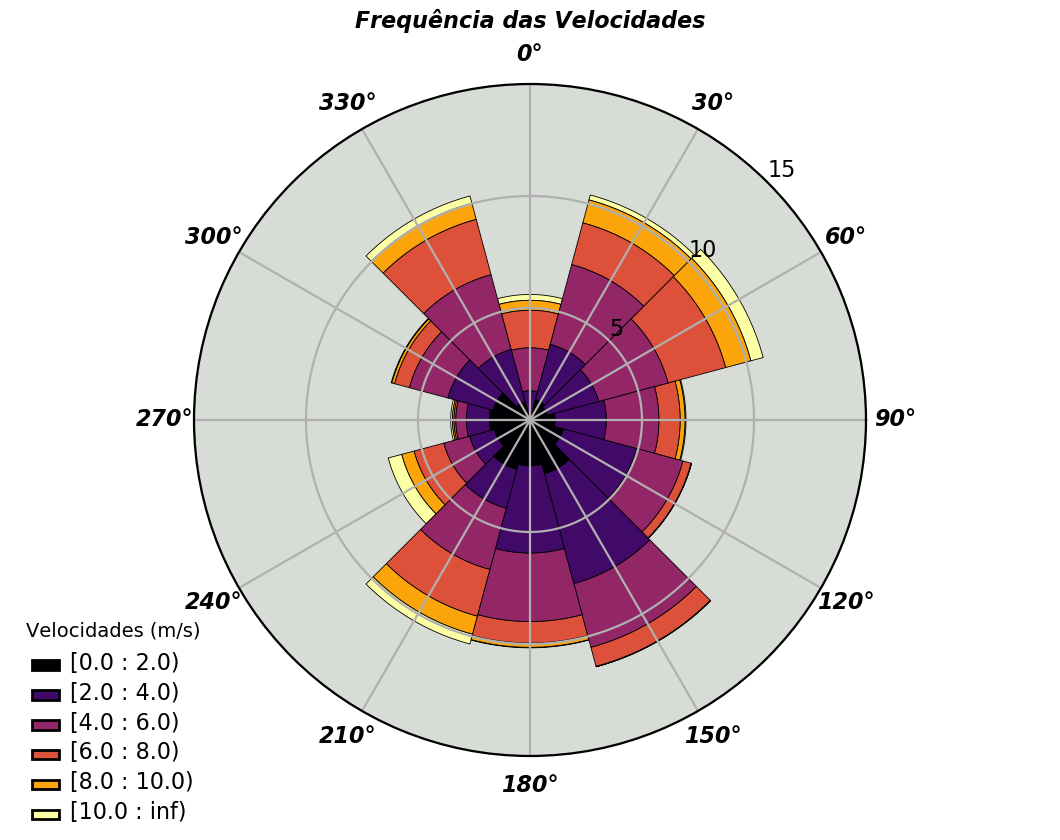 Frequência das Velocidades
0°
330°
30°
15
300°
60°
10
5
270°
90°
240°
120°
210°
150°
180°
Velocidades (m/s)
[0.0 : 2.0)
[2.0 : 4.0)
[4.0 : 6.0)
[6.0 : 8.0)
[8.0 : 10.0)
[10.0 : inf)